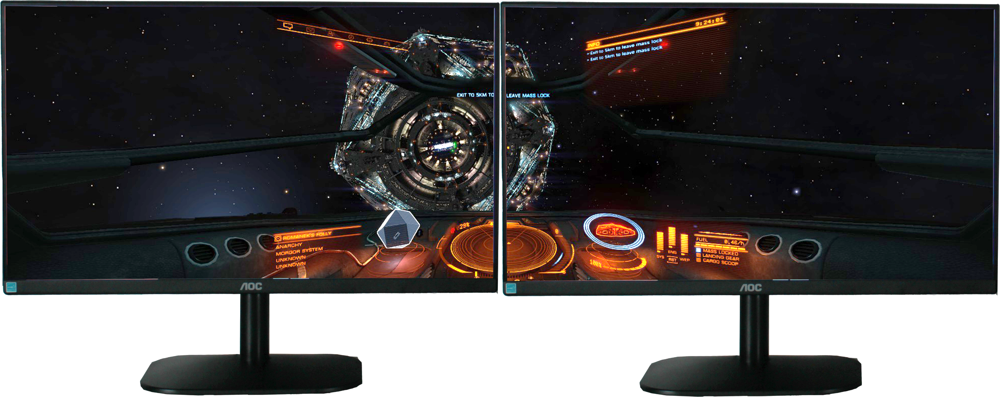 9:24:01
INFO
> Exit to 5km to leave mass lock
> Exit to 5km to leave mass lock
EXIT TO 5KM TO LEAVE MASS LOCK
ROMANEK'S FOLLY
ANARCHY
MORGOR SYSTEM
UNKNOWN
UNKNOWN
29%
0
100%
SYS
ENG
WEP
RST
FUEL
0.46/h
MASS LOCKED
LANDING GEAR
CARGO SCOOP
AOC
AOC